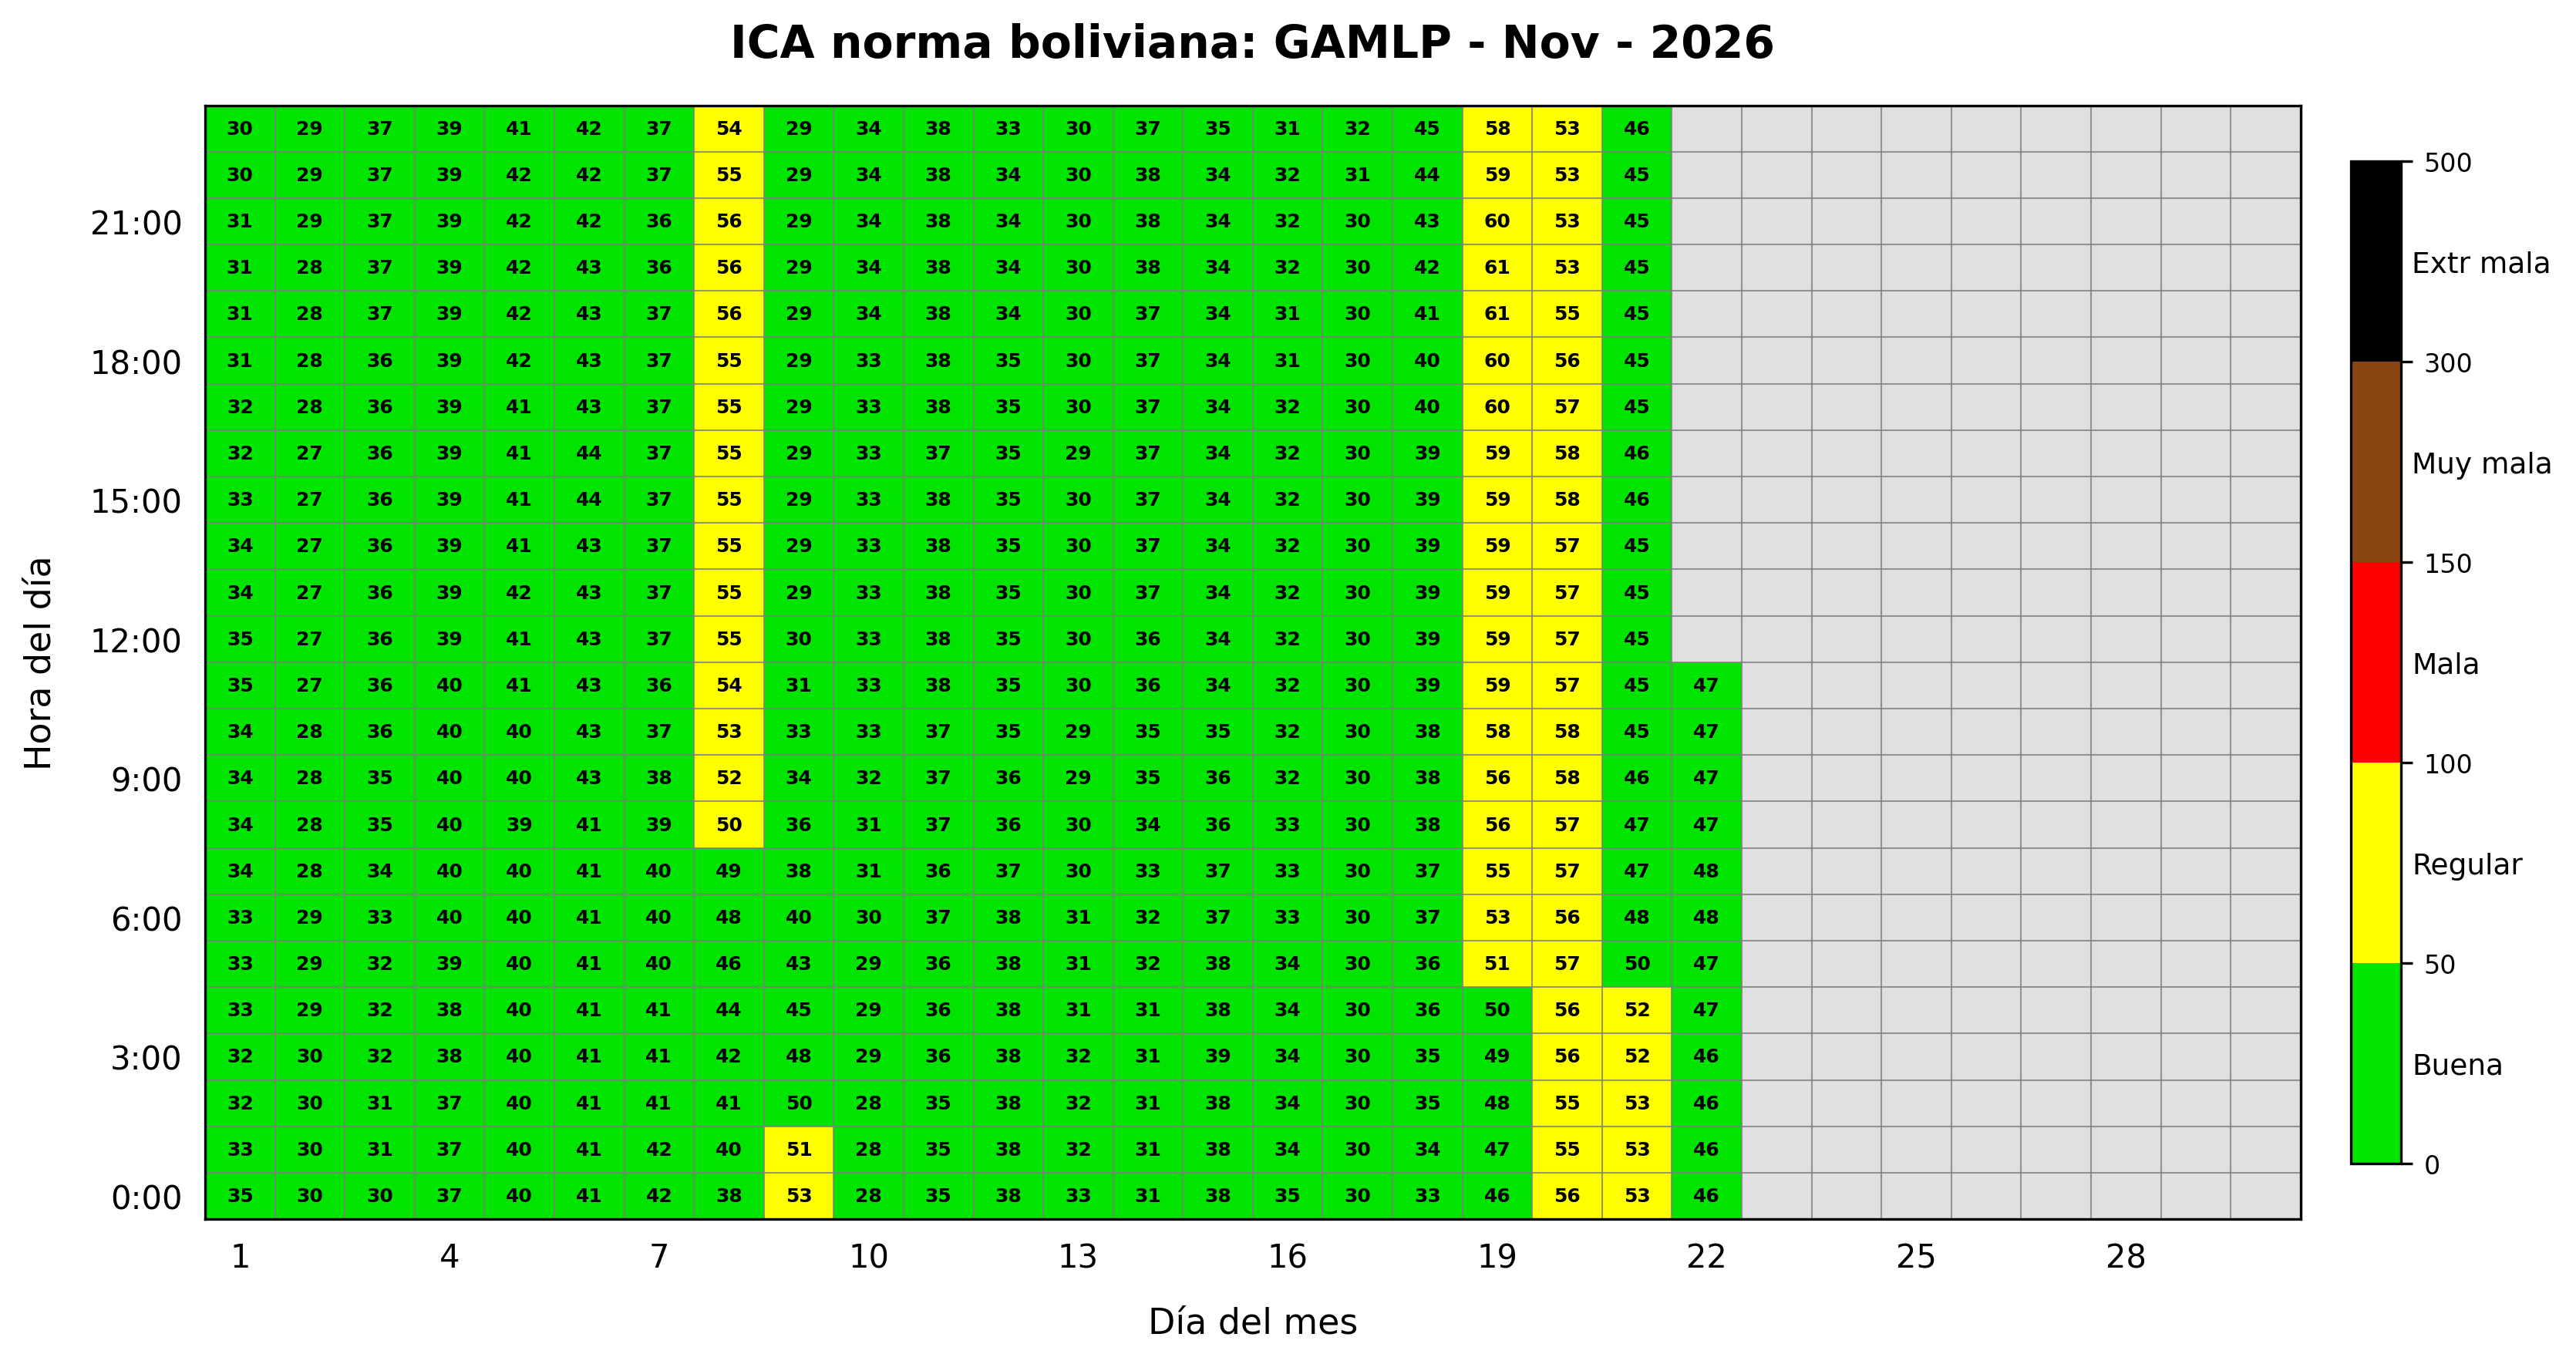 ICA norma boliviana: GAMLP - Nov - 2026
30 29 37 39 41 42 37 54 29 34 38 33 30 37 35 31 32 45 58 53 46
30 29 37 39 42 42 37 55 29 34 38 34 30 38 34 32 31 44 59 53 45
21:00 31 29 37 39 42 42 36 56 29 34 38 34 30 38 34 32 30 43 60 53 45
31 28 37 39 42 43 36 56 29 34 38 34 30 38 34 32 30 42 61 53 45
31 28 37 39 42 43 37 56 29 34 38 34 30 37 34 31 30 41 61 55 45
18:00 31 28 36 39 42 43 37 55 29 33 38 35 30 37 34 31 30 40 60 56 45
32 28 36 39 41 43 37 55 29 33 38 35 30 37 34 32 30 40 60 57 45
32 27 36 39 41 44 37 55 29 33 37 35 29 37 34 32 30 39 59 58 46
15:00 33 27 36 39 41 44 37 55 29 33 38 35 30 37 34 32 30 39 59 58 46
34 27 36 39 41 43 37 55 29 33 38 35 30 37 34 32 30 39 59 57 45
34 27 36 39 42 43 37 55 29 33 38 35 30 37 34 32 30 39 59 57 45
12:00 35 27 36 39 41 43 37 55 30 33 38 35 30 36 34 32 30 39 59 57 45
35 27 36 40 41 43 36 54 31 33 38 35 30 36 34 32 30 39 59 57 45 47
34 28 36 40 40 43 37 53 33 33 37 35 29 35 35 32 30 38 58 58 45 47
9:00 34 28 35 40 40 43 38 52 34 32 37 36 29 35 36 32 30 38 56 58 46 47
34 28 35 40 39 41 39 50 36 31 37 36 30 34 36 33 30 38 56 57 47 47
34 28 34 40 40 41 40 49 38 31 36 37 30 33 37 33 30 37 55 57 47 48
6:00 33 29 33 40 40 41 40 48 40 30 37 38 31 32 37 33 30 37 53 56 48 48
33 29 32 39 40 41 40 46 43 29 36 38 31 32 38 34 30 36 51 57 50 47
33 29 32 38 40 41 41 44 45 29 36 38 31 31 38 34 30 36 50 56 52 47
3:00 32 30 32 38 40 41 41 42 48 29 36 38 32 31 39 34 30 35 49 56 52 46
32 30 31 37 40 41 41 41 50 28 35 38 32 31 38 34 30 35 48 55 53 46
33 30 31 37 40 41 42 40 51 28 35 38 32 31 38 34 30 34 47 55 53 46
0:00 35 30 30 37 40 41 42 38 53 28 35 38 33 31 38 35 30 33 46 56 53 46
1 4 7 10 13 16 19 22 25 28
Día del mes
Hora del día
500
Extr mala
300
Muy mala
150
Mala
100
Regular
50
Buena
0